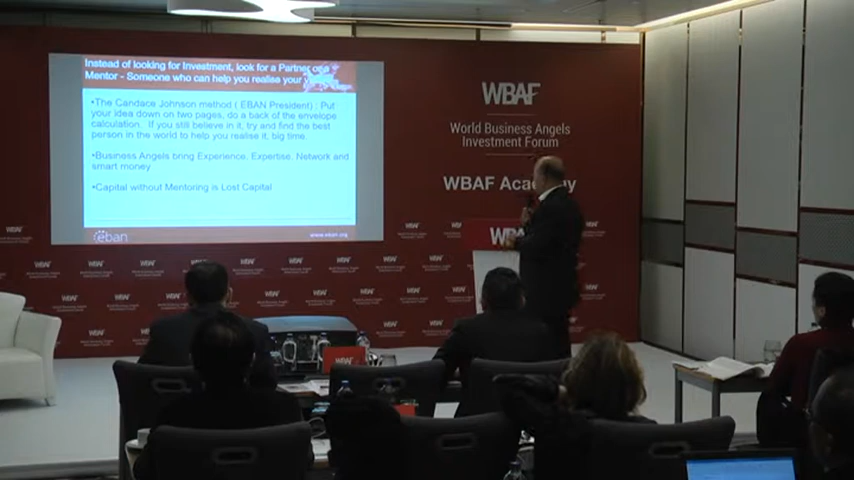 Instead of looking for Investment, look for a Partner or a
Mentor - Someone who can help you realise your
•The Candace Johnson method ( EBAN President) : Put
your idea down on two pages, do a back of the envelope
calculation. If you still believe in it, try and find the best
person in the world to help you realise it, big time.
•Business Angels bring Experience, Expertise, Network and
smart money
•Capital without Mentoring is Lost Capital
eban
www.eban.org
WBAF
World Business Angels
Investment Forum
WBAF Academy
WBAF